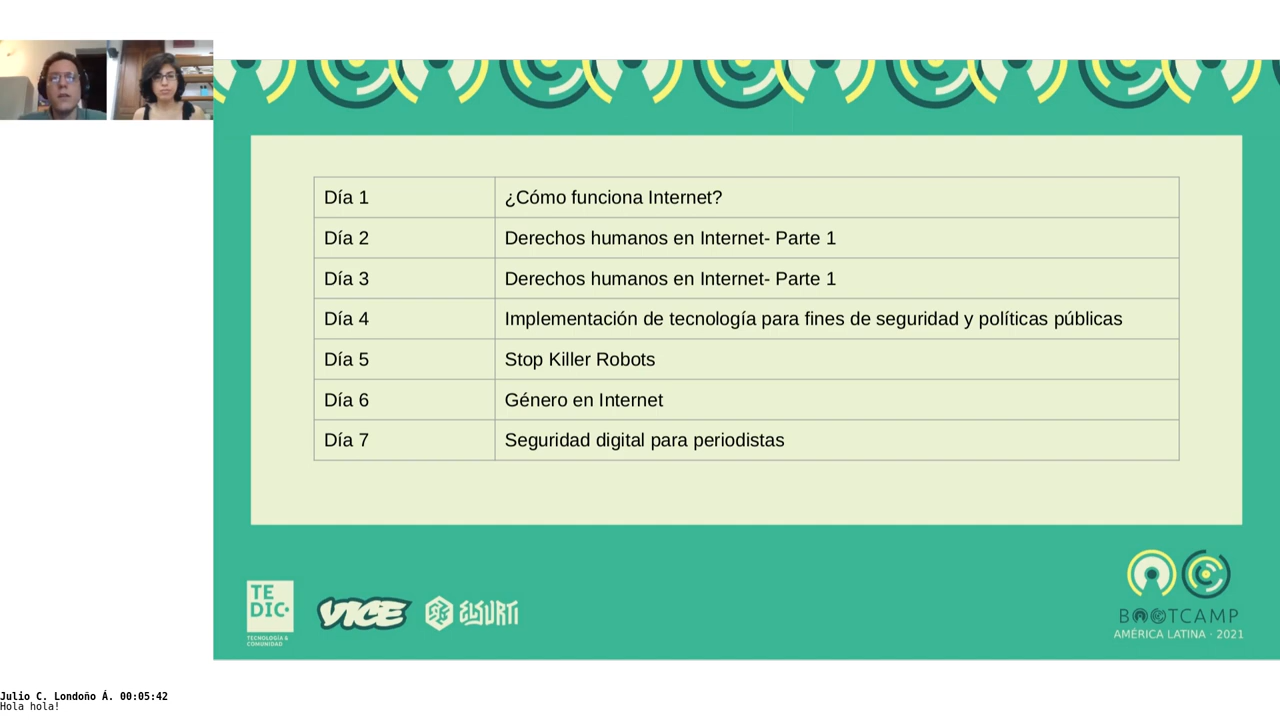 Día 1 ¿Cómo funciona Internet?
Día 2 Derechos humanos en Internet- Parte 1
Día 3 Derechos humanos en Internet- Parte 1
Día 4 Implementación de tecnología para fines de seguridad y políticas públicas
Día 5 Stop Killer Robots
Día 6 Género en Internet
Día 7 Seguridad digital para periodistas
TE
DIC
TECNOLOGÍA &
COMUNIDAD
VICE
ELSURTI
BOOTCAMP
AMÉRICA LATINA · 2021
Julio C. Londoño Á. 00:05:42
Hola hola!